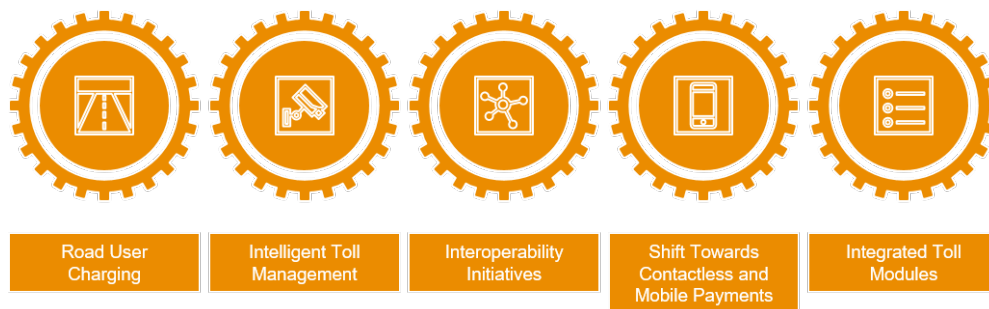 Road User
Charging
Intelligent Toll
Management
Interoperability
Initiatives
Shift Towards
Contactless and
Mobile Payments
Integrated Toll
Modules